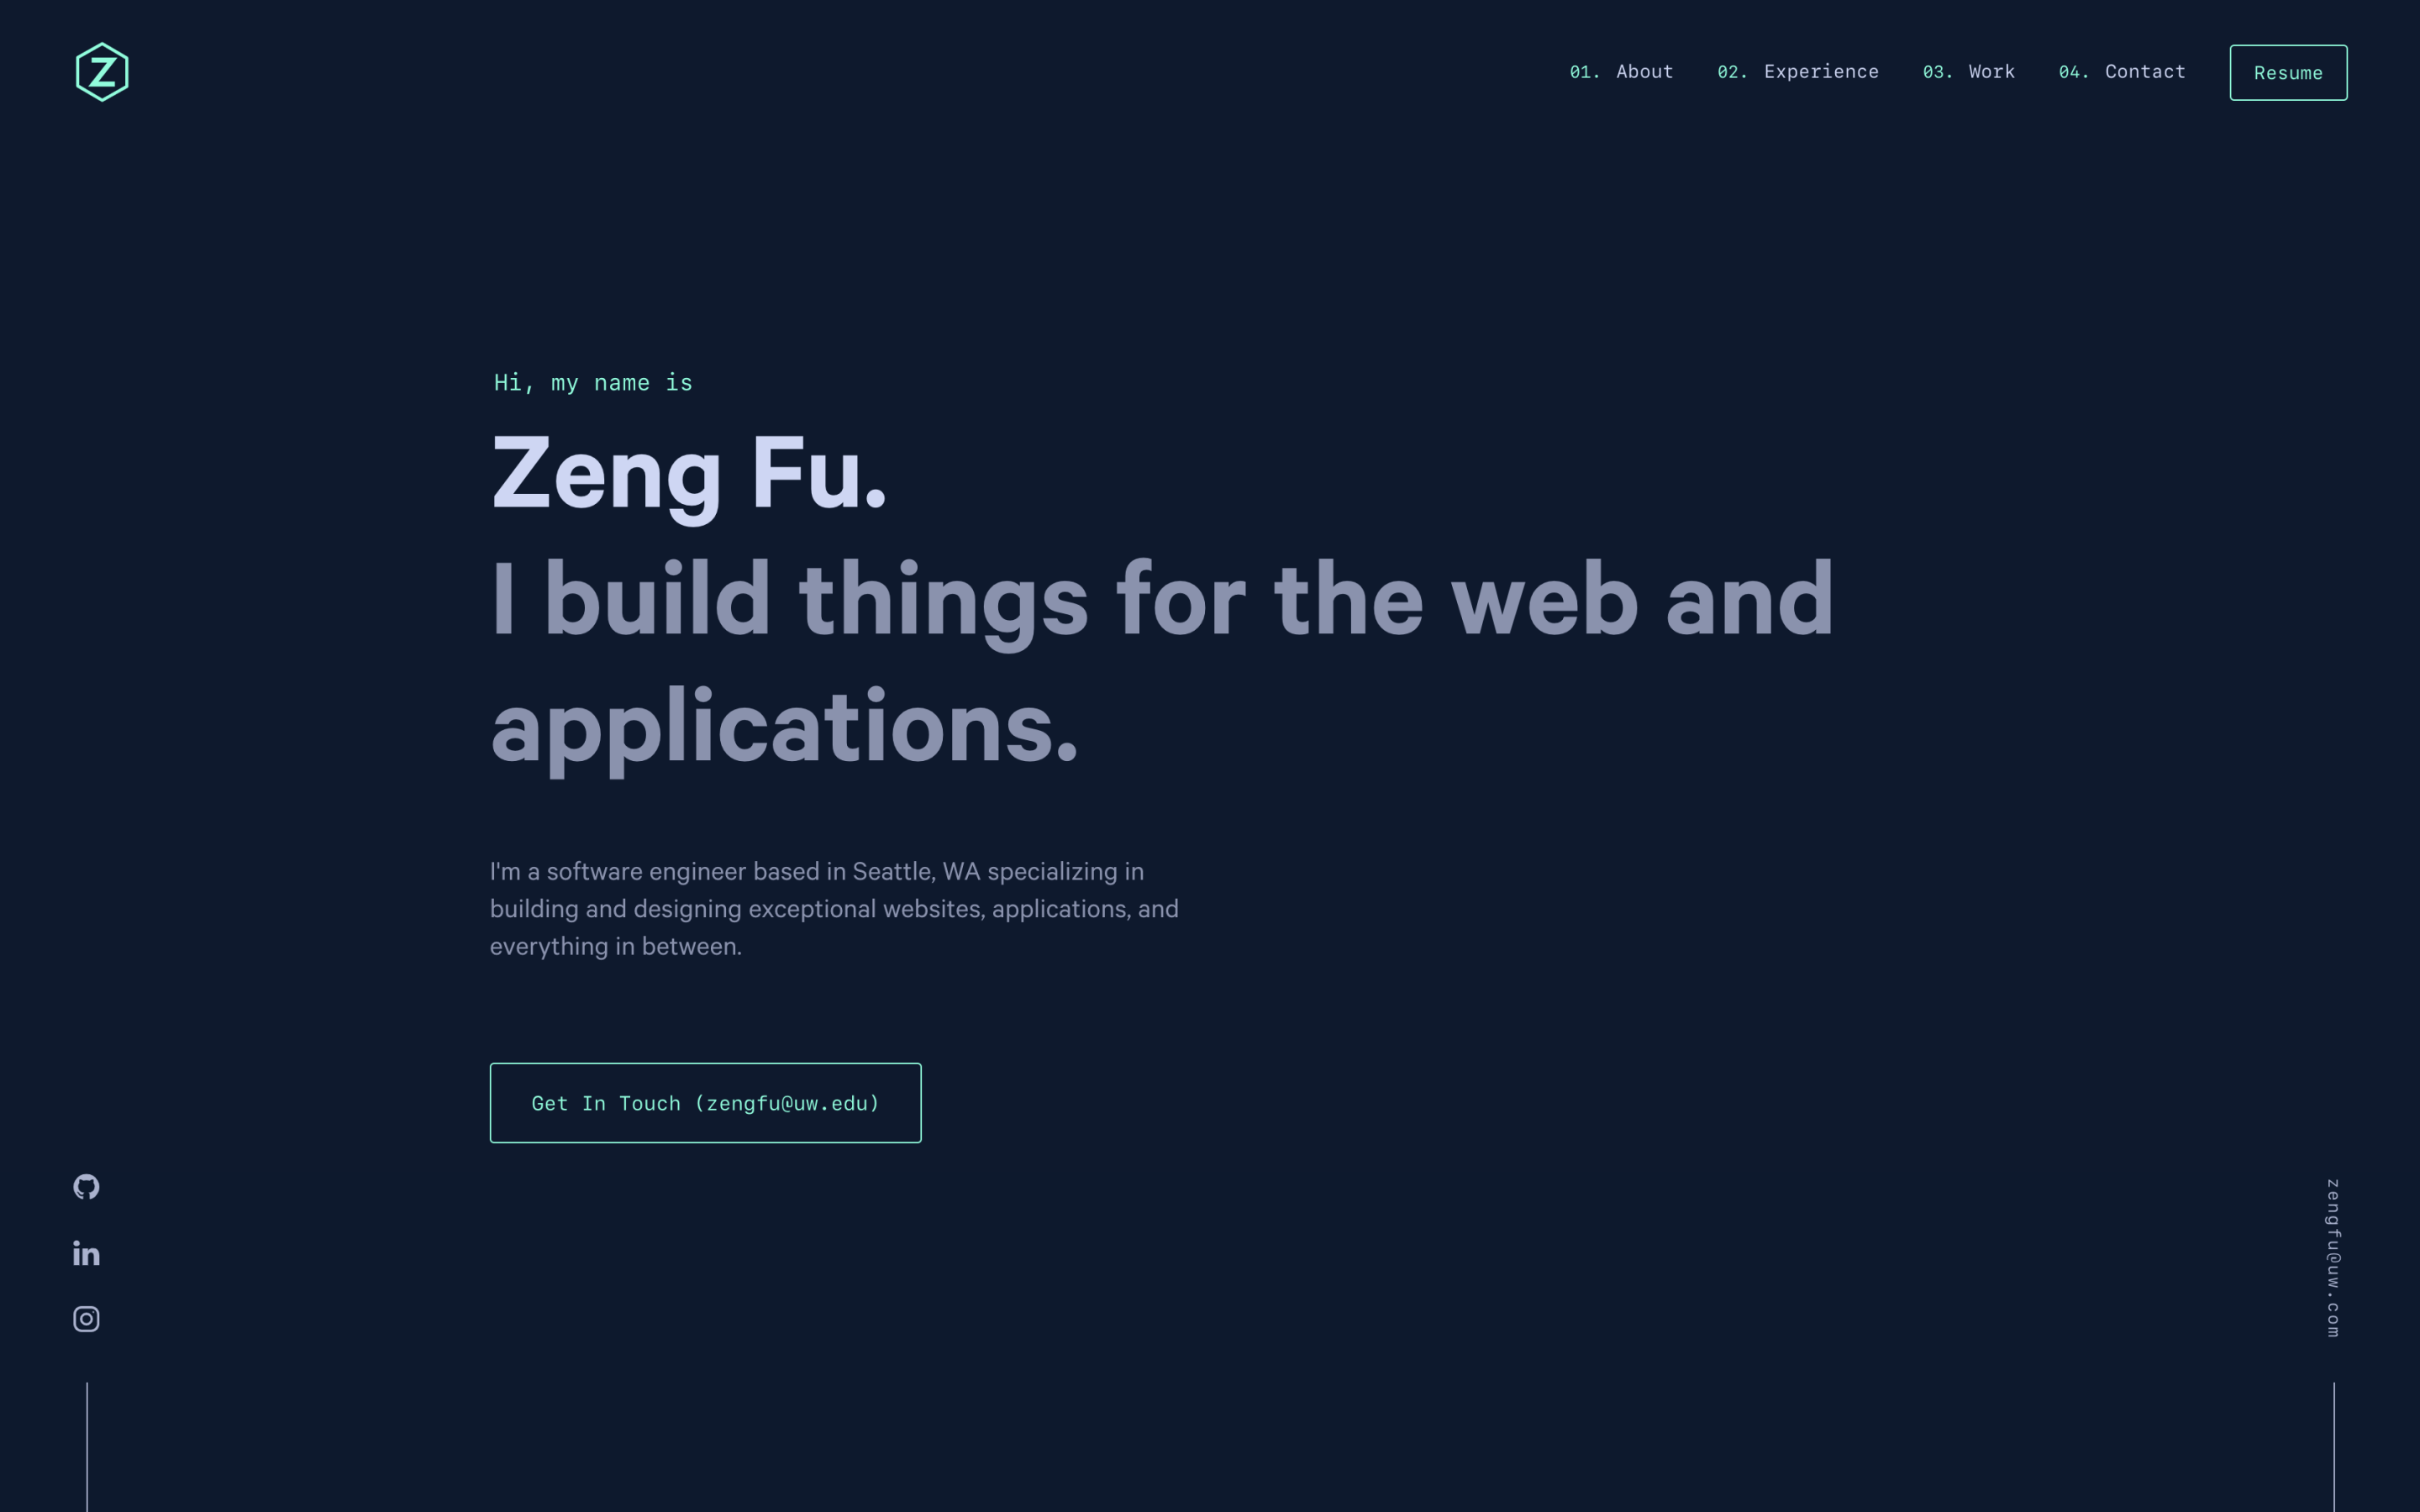 Z
01. About 02. Experience 03. Work 04. Contact Resume
Hi, my name is
Zeng Fu.
I build things for the web and
applications.
I'm a software engineer based in Seattle, WA specializing in
building and designing exceptional websites, applications, and
everything in between.
Get In Touch (zengfu@uw.edu)
in
zengfu@uw.com